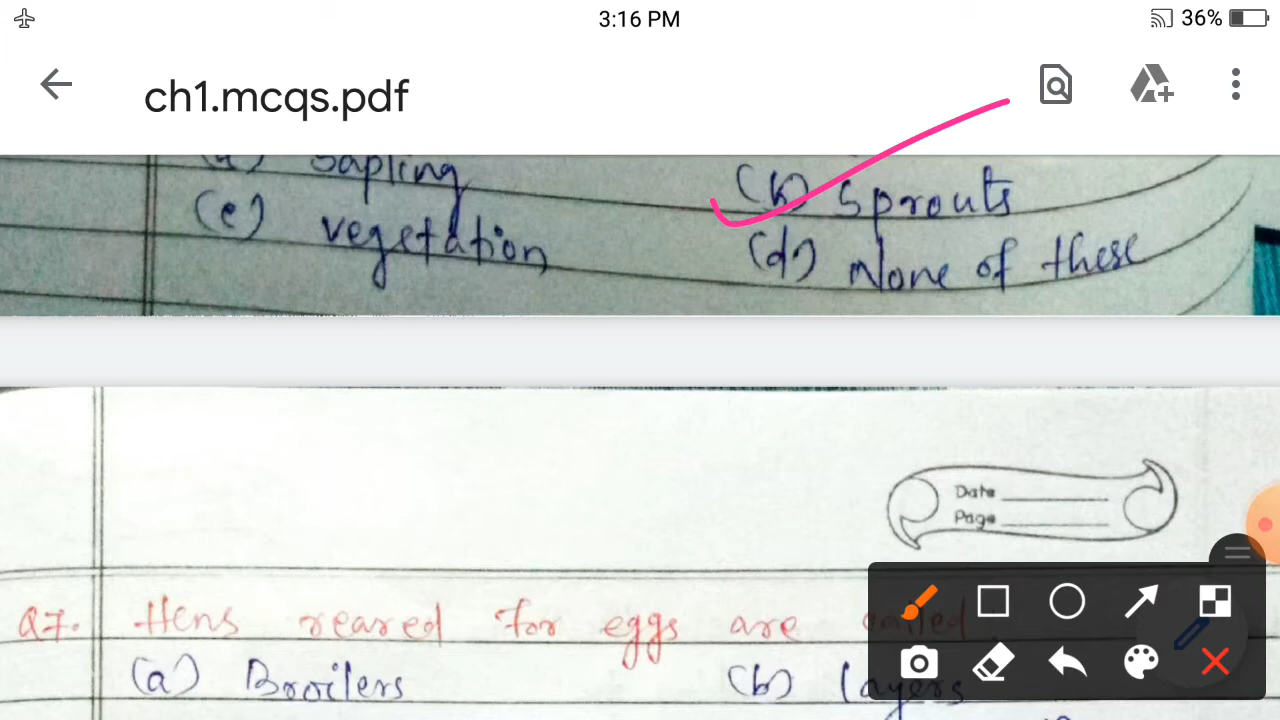 3:16 PM
36%
ch1.mcqs.pdf
Sapling
(b) Sprouts
(c) vegetation
(d) None of these
Date
Page
Q7. Hens reared for eggs are called
(a) Broilers
(b) layers